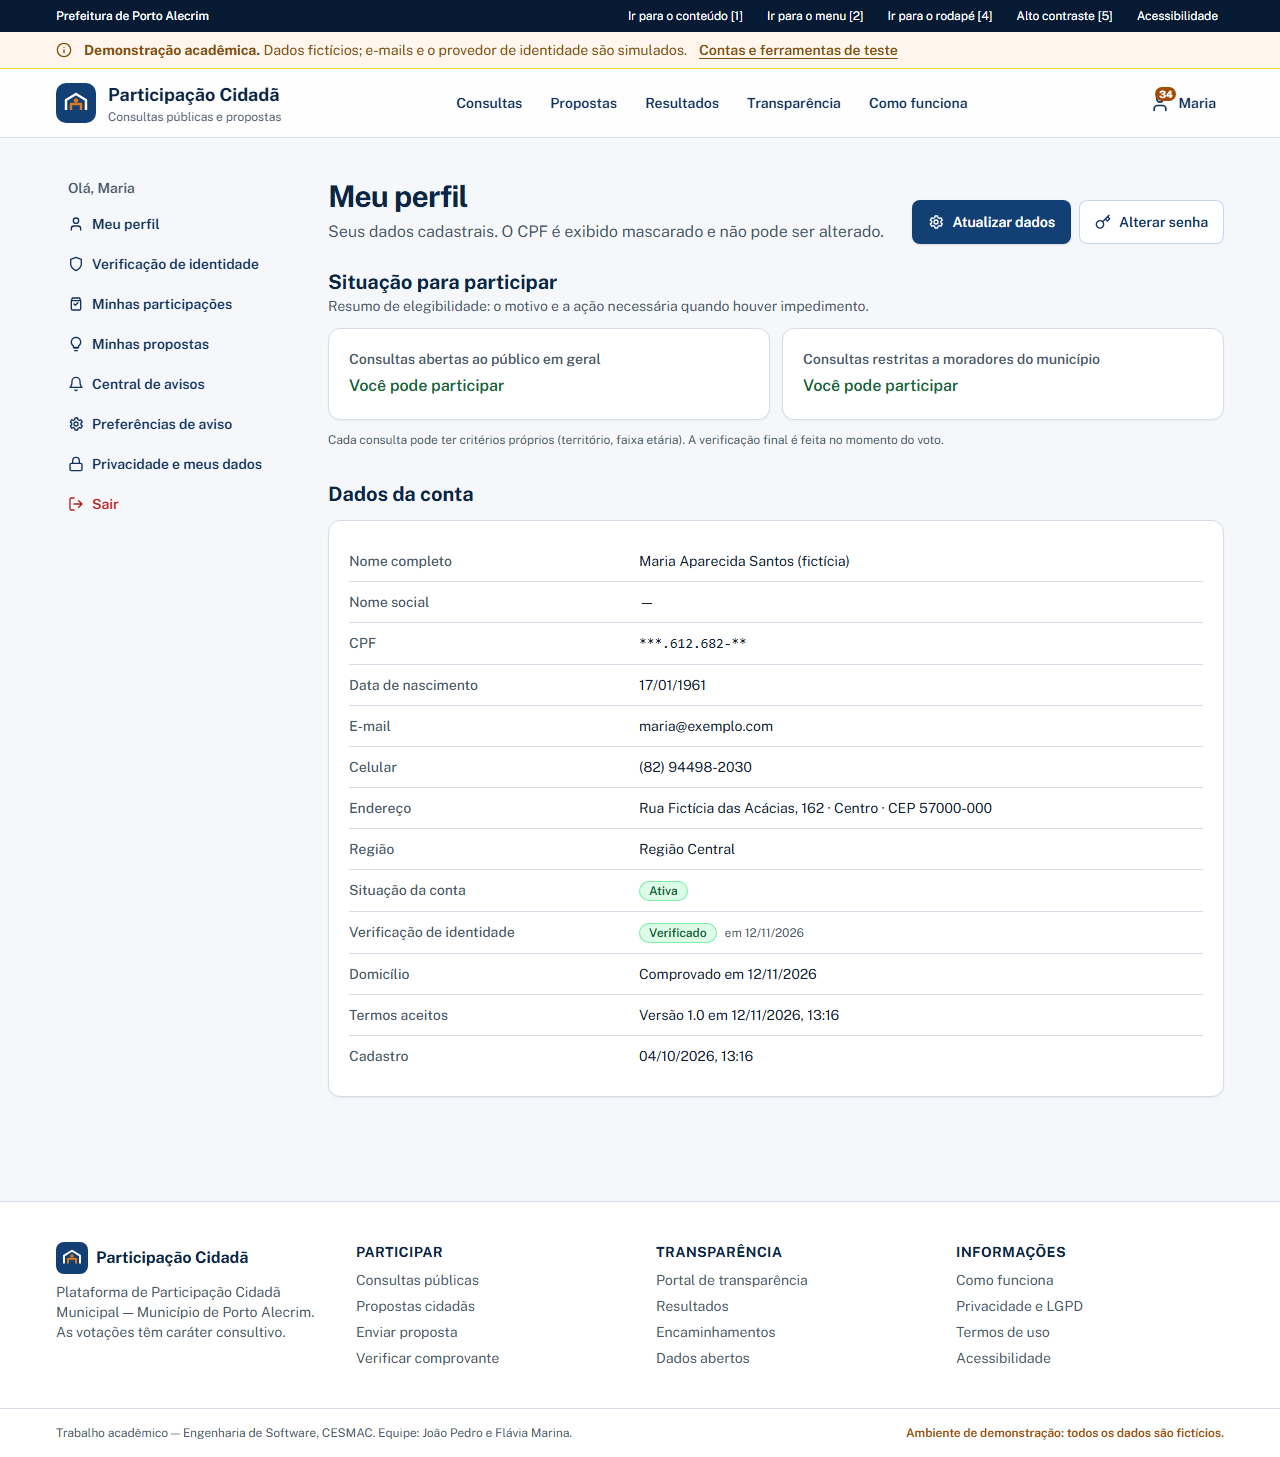 Prefeitura de Porto Alecrim
Ir para o conteúdo [1] Ir para o menu [2] Ir para o rodapé [4] Alto contraste [5] Acessibilidade
Demonstração acadêmica. Dados fictícios; e-mails e o provedor de identidade são simulados. Contas e ferramentas de teste
Participação Cidadã
Consultas públicas e propostas
Consultas Propostas Resultados Transparência Como funciona
34 Maria
Olá, Maria
Meu perfil
Verificação de identidade
Minhas participações
Minhas propostas
Central de avisos
Preferências de aviso
Privacidade e meus dados
Sair
Meu perfil
Seus dados cadastrais. O CPF é exibido mascarado e não pode ser alterado.
Atualizar dados
Alterar senha
Situação para participar
Resumo de elegibilidade: o motivo e a ação necessária quando houver impedimento.
Consultas abertas ao público em geral
Você pode participar
Consultas restritas a moradores do município
Você pode participar
Cada consulta pode ter critérios próprios (território, faixa etária). A verificação final é feita no momento do voto.
Dados da conta
Nome completo Maria Aparecida Santos (fictícia)
Nome social —
CPF ***.612.682-**
Data de nascimento 17/01/1961
E-mail maria@exemplo.com
Celular (82) 94498-2030
Endereço Rua Fictícia das Acácias, 162 · Centro · CEP 57000-000
Região Região Central
Situação da conta Ativa
Verificação de identidade Verificado em 12/11/2026
Domicílio Comprovado em 12/11/2026
Termos aceitos Versão 1.0 em 12/11/2026, 13:16
Cadastro 04/10/2026, 13:16
Participação Cidadã
Plataforma de Participação Cidadã
Municipal — Município de Porto Alecrim.
As votações têm caráter consultivo.
PARTICIPAR
Consultas públicas
Propostas cidadãs
Enviar proposta
Verificar comprovante
TRANSPARÊNCIA
Portal de transparência
Resultados
Encaminhamentos
Dados abertos
INFORMAÇÕES
Como funciona
Privacidade e LGPD
Termos de uso
Acessibilidade
Trabalho acadêmico — Engenharia de Software, CESMAC. Equipe: João Pedro e Flávia Marina.
Ambiente de demonstração: todos os dados são fictícios.